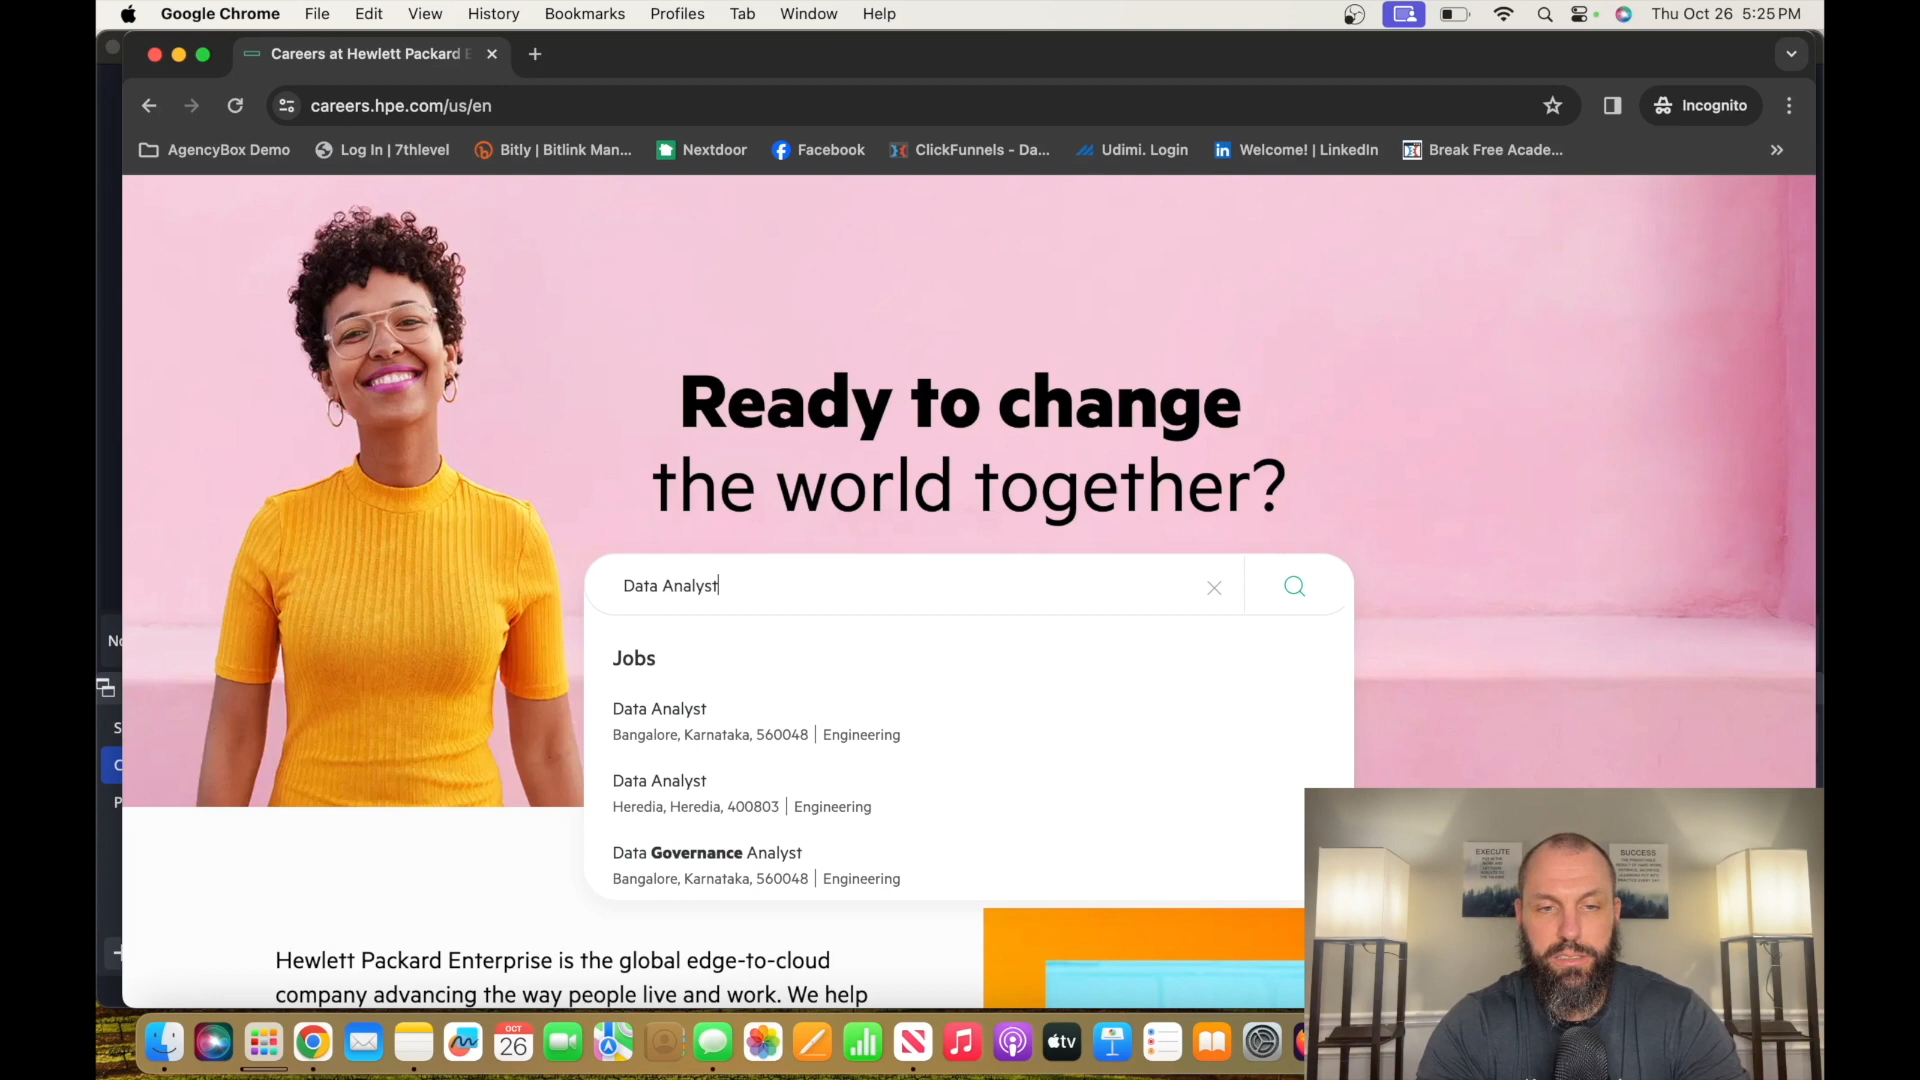 Google Chrome File Edit View History Bookmarks Profiles Tab Window Help Thu Oct 26 5:25 PM
Careers at Hewlett Packard E
careers.hpe.com/us/en
Incognito
AgencyBox Demo Log In | 7thlevel Bitly | Bitlink Man... Nextdoor Facebook ClickFunnels - Da... Udimi. Login Welcome! | LinkedIn Break Free Acade...
Ready to change
the world together?
Data Analyst
Jobs
Data Analyst
Bangalore, Karnataka, 560048 | Engineering
Data Analyst
Heredia, Heredia, 400803 | Engineering
Data Governance Analyst
Bangalore, Karnataka, 560048 | Engineering
Hewlett Packard Enterprise is the global edge-to-cloud
company advancing the way people live and work. We help
EXECUTE
SUCCESS
OCT
26
tv